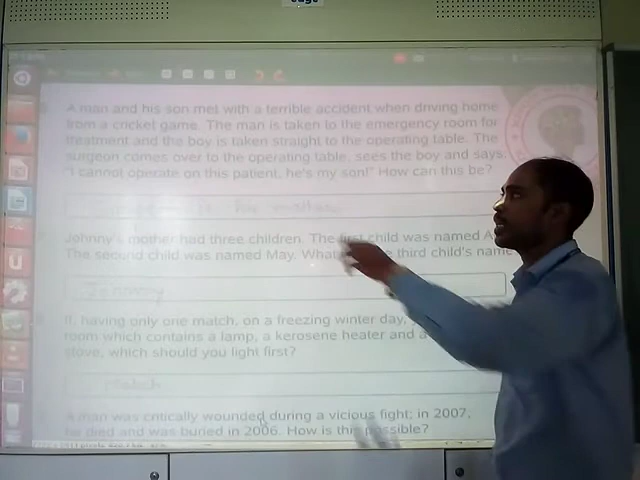 A man and his son met with a terrible accident when driving home
from a cricket game. The man is taken to the emergency room for
treatment and the boy is taken straight to the operating table. The
surgeon comes over to the operating table, sees the boy and says,
"I cannot operate on this patient, he's my son!" How can this be?
his mother
Johnny's mother had three children. The first child was named
The second child was named May. What third child's name
Johnny
If, having only one match, on a freezing winter day,
room which contains a lamp, a kerosene heater and a
stove, which should you light first?
match
A man was critically wounded during a vicious fight; in 2007,
he died and was buried in 2006. How is this possible?